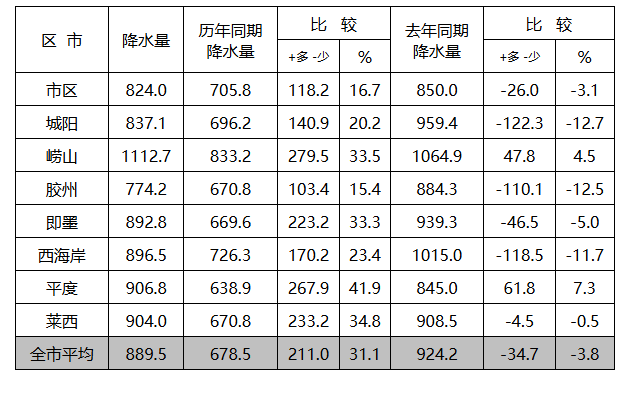 区 市 降水量 历年同期降水量 比 较 去年同期降水量 比 较
+多 -少 % +多 -少 %
市区 824.0 705.8 118.2 16.7 850.0 -26.0 -3.1
城阳 837.1 696.2 140.9 20.2 959.4 -122.3 -12.7
崂山 1112.7 833.2 279.5 33.5 1064.9 47.8 4.5
胶州 774.2 670.8 103.4 15.4 884.3 -110.1 -12.5
即墨 892.8 669.6 223.2 33.3 939.3 -46.5 -5.0
西海岸 896.5 726.3 170.2 23.4 1015.0 -118.5 -11.7
平度 906.8 638.9 267.9 41.9 845.0 61.8 7.3
莱西 904.0 670.8 233.2 34.8 908.5 -4.5 -0.5
全市平均 889.5 678.5 211.0 31.1 924.2 -34.7 -3.8